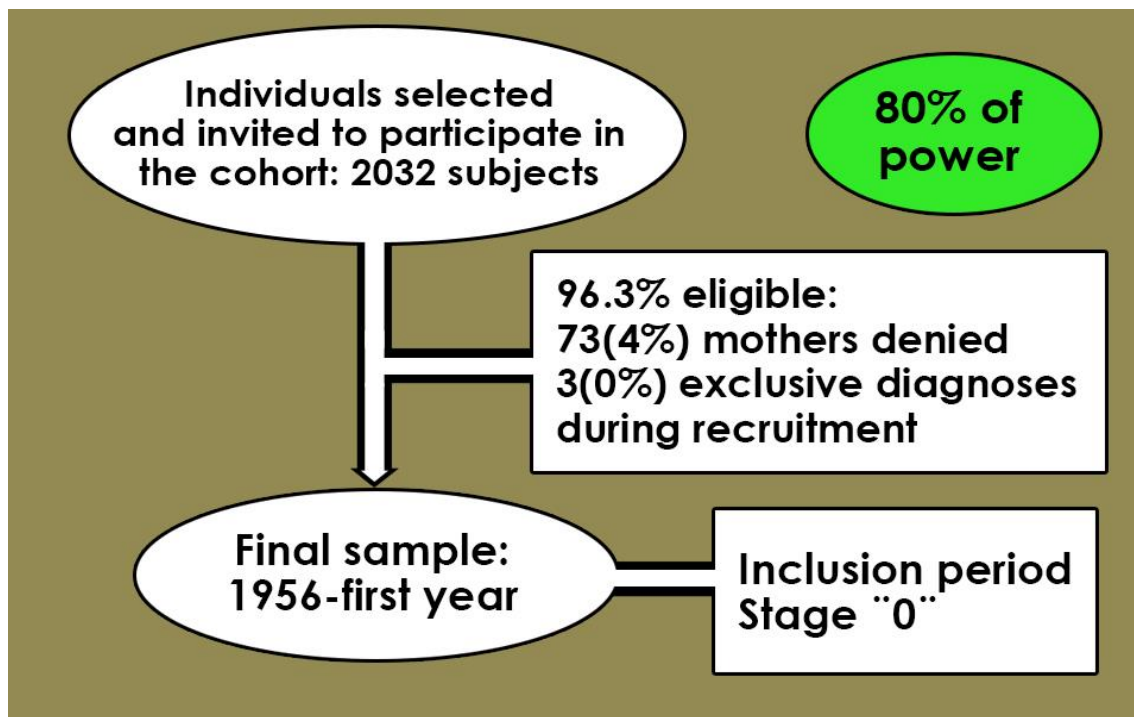 Individuals selected
and invited to participate in
the cohort: 2032 subjects
80% of
power
96.3% eligible:
73(4%) mothers denied
3(0%) exclusive diagnoses
during recruitment
Final sample:
1956-first year
Inclusion period
Stage ¨0¨